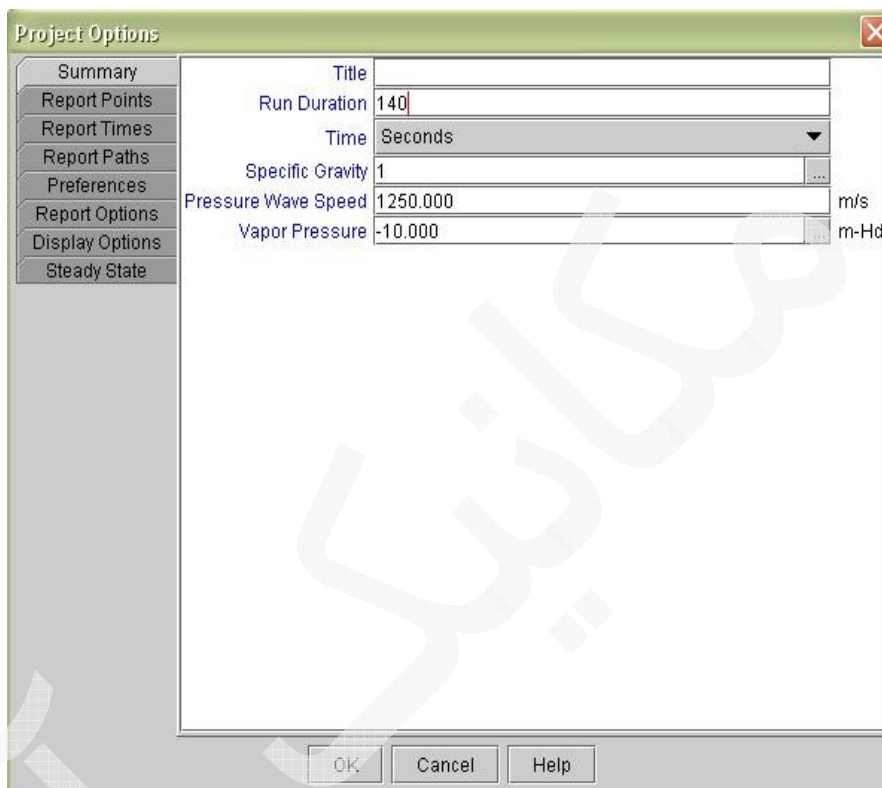 Project Options
Summary
Report Points
Report Times
Report Paths
Preferences
Report Options
Display Options
Steady State
Title
Run Duration 140
Time Seconds
Specific Gravity 1 ...
Pressure Wave Speed 1250.000 m/s
Vapor Pressure -10.000 ... m-Hd
OK Cancel Help